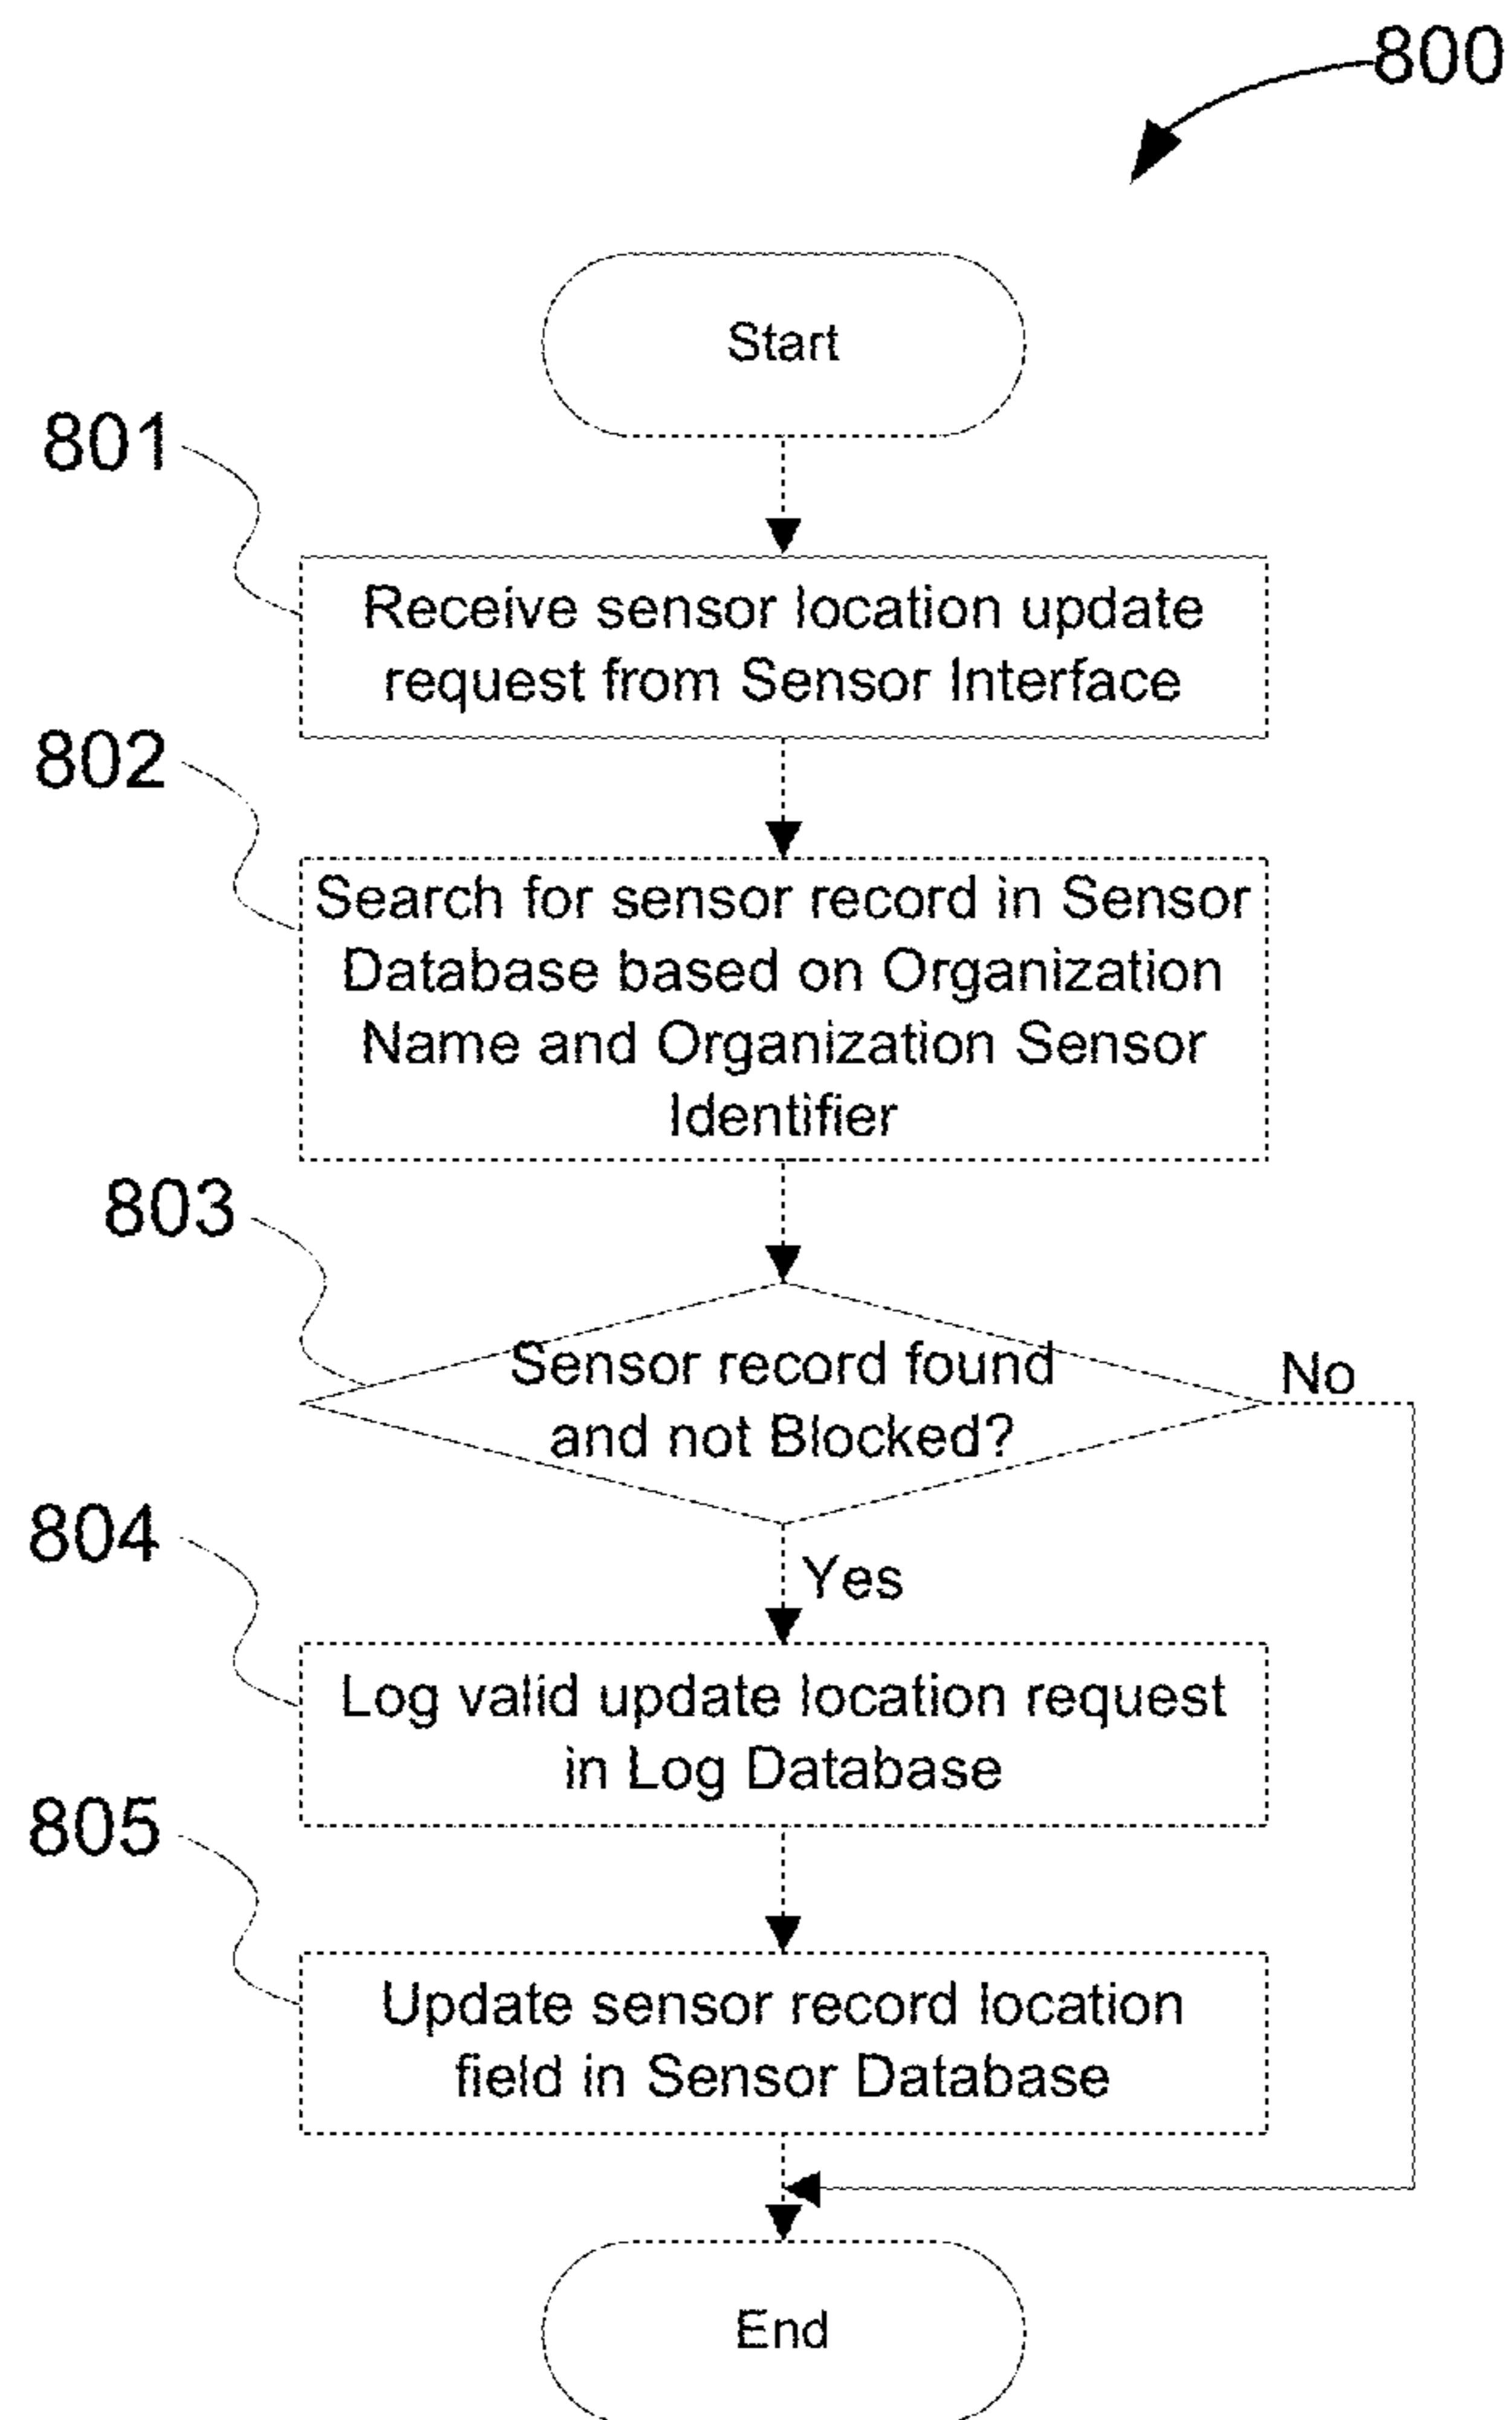 800
Start
801
Receive sensor location update
request from Sensor Interface
802
Search for sensor record in Sensor
Database based on Organization
Name and Organization Sensor
Identifier
803
Sensor record found
and not Blocked?
No
Yes
804
Log valid update location request
in Log Database
805
Update sensor record location
field in Sensor Database
End